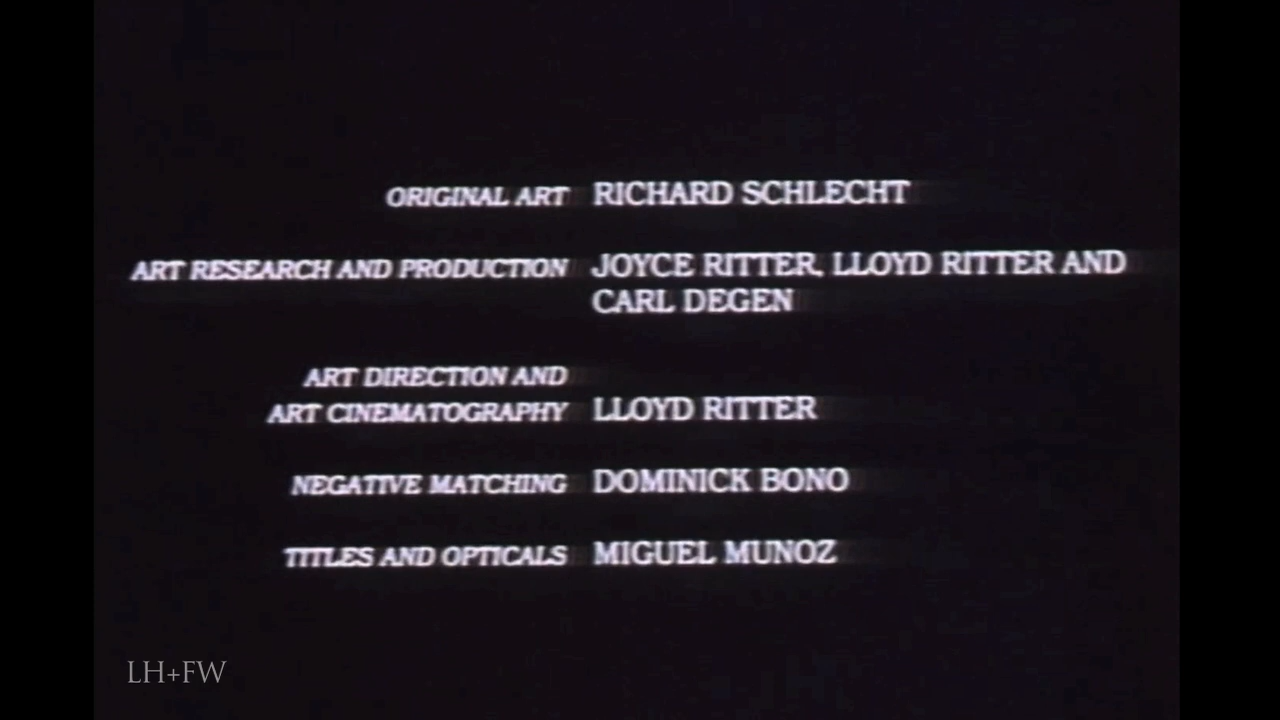 ORIGINAL ART RICHARD SCHLECHT
ART RESEARCH AND PRODUCTION JOYCE RITTER, LLOYD RITTER AND
CARL DEGEN
ART DIRECTION AND
ART CINEMATOGRAPHY LLOYD RITTER
NEGATIVE MATCHING DOMINICK BONO
TITLES AND OPTICALS MIGUEL MUNOZ
LH+FW